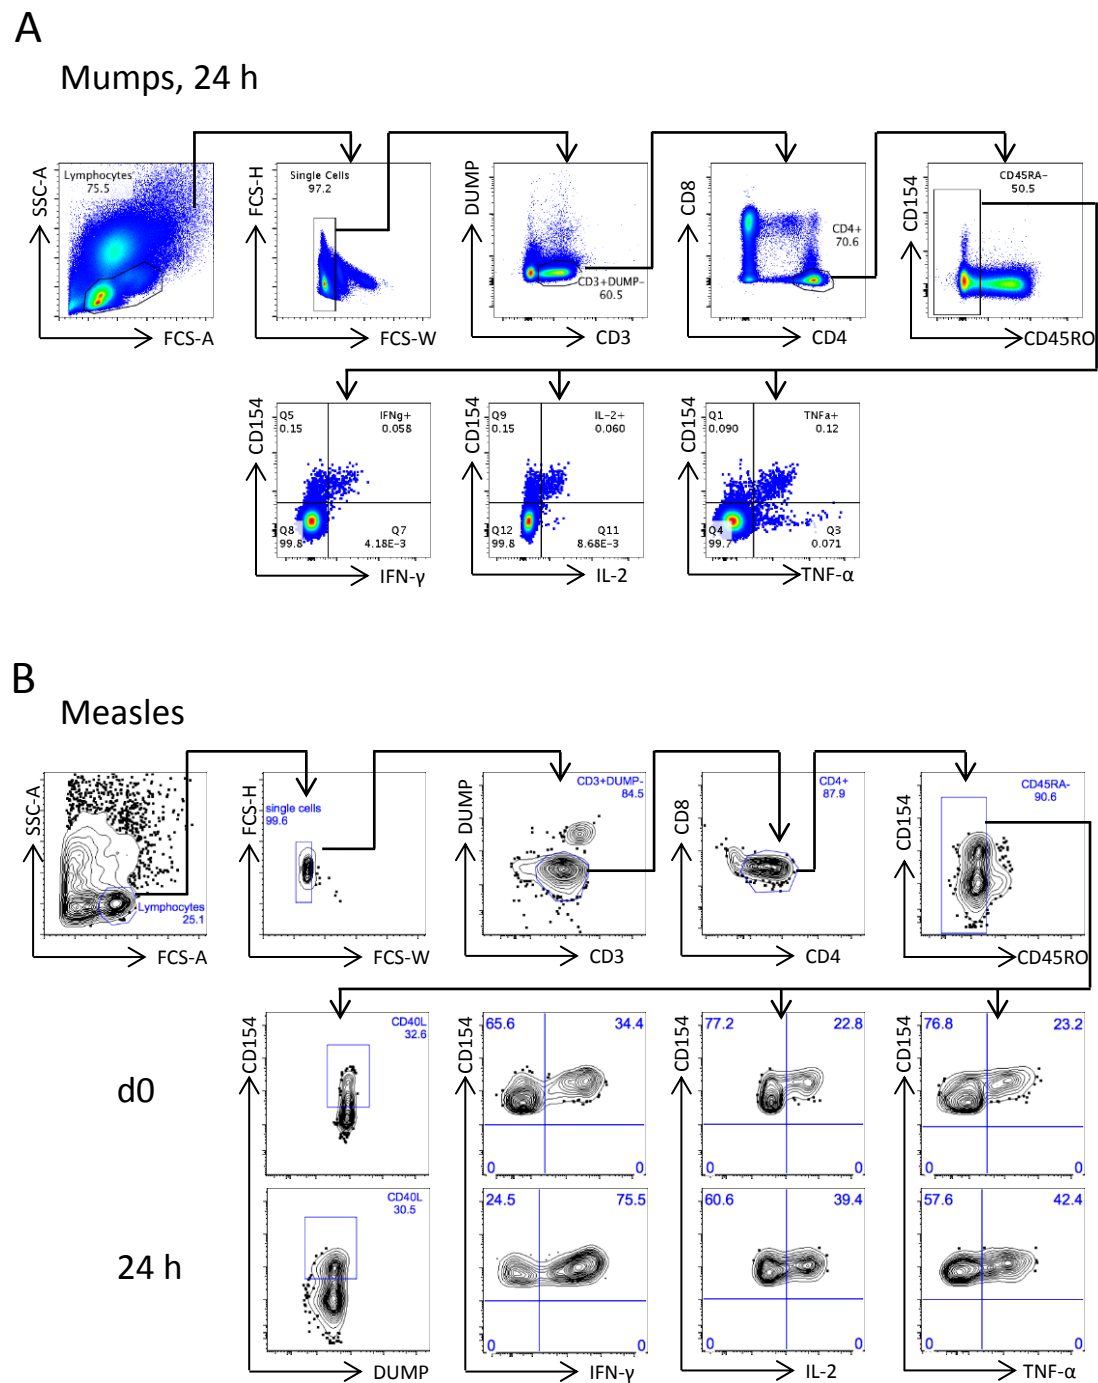 A
Mumps, 24 h
SSC-A
Lymphocytes
75.5
FCS-A
FCS-H
Single Cells
97.2
FCS-W
DUMP
CD3+DUMP-
60.5
CD3
CD8
CD4+
70.6
CD4
CD154
CD45RA-
50.5
CD45RO
CD154
Q5
0.15
IFNg+
0.058
Q8
99.8
Q7
4.18E-3
IFN-γ
CD154
Q9
0.15
IL-2+
0.060
Q12
99.8
Q11
8.68E-3
IL-2
CD154
Q1
0.090
TNFa+
0.12
Q4
99.7
Q3
0.071
TNF-α
B
Measles
SSC-A
Lymphocytes
25.1
FCS-A
FCS-H
single cells
99.6
FCS-W
DUMP
CD3+DUMP-
84.5
CD3
CD8
CD4+
87.9
CD4
CD154
CD45RA-
90.6
CD45RO
d0
CD154
CD40L
32.6
CD154
65.6 34.4
0 0
CD154
77.2 22.8
0 0
CD154
76.8 23.2
0 0
24 h
CD40L
30.5
DUMP
24.5 75.5
0 0
IFN-γ
60.6 39.4
0 0
IL-2
57.6 42.4
0 0
TNF-α